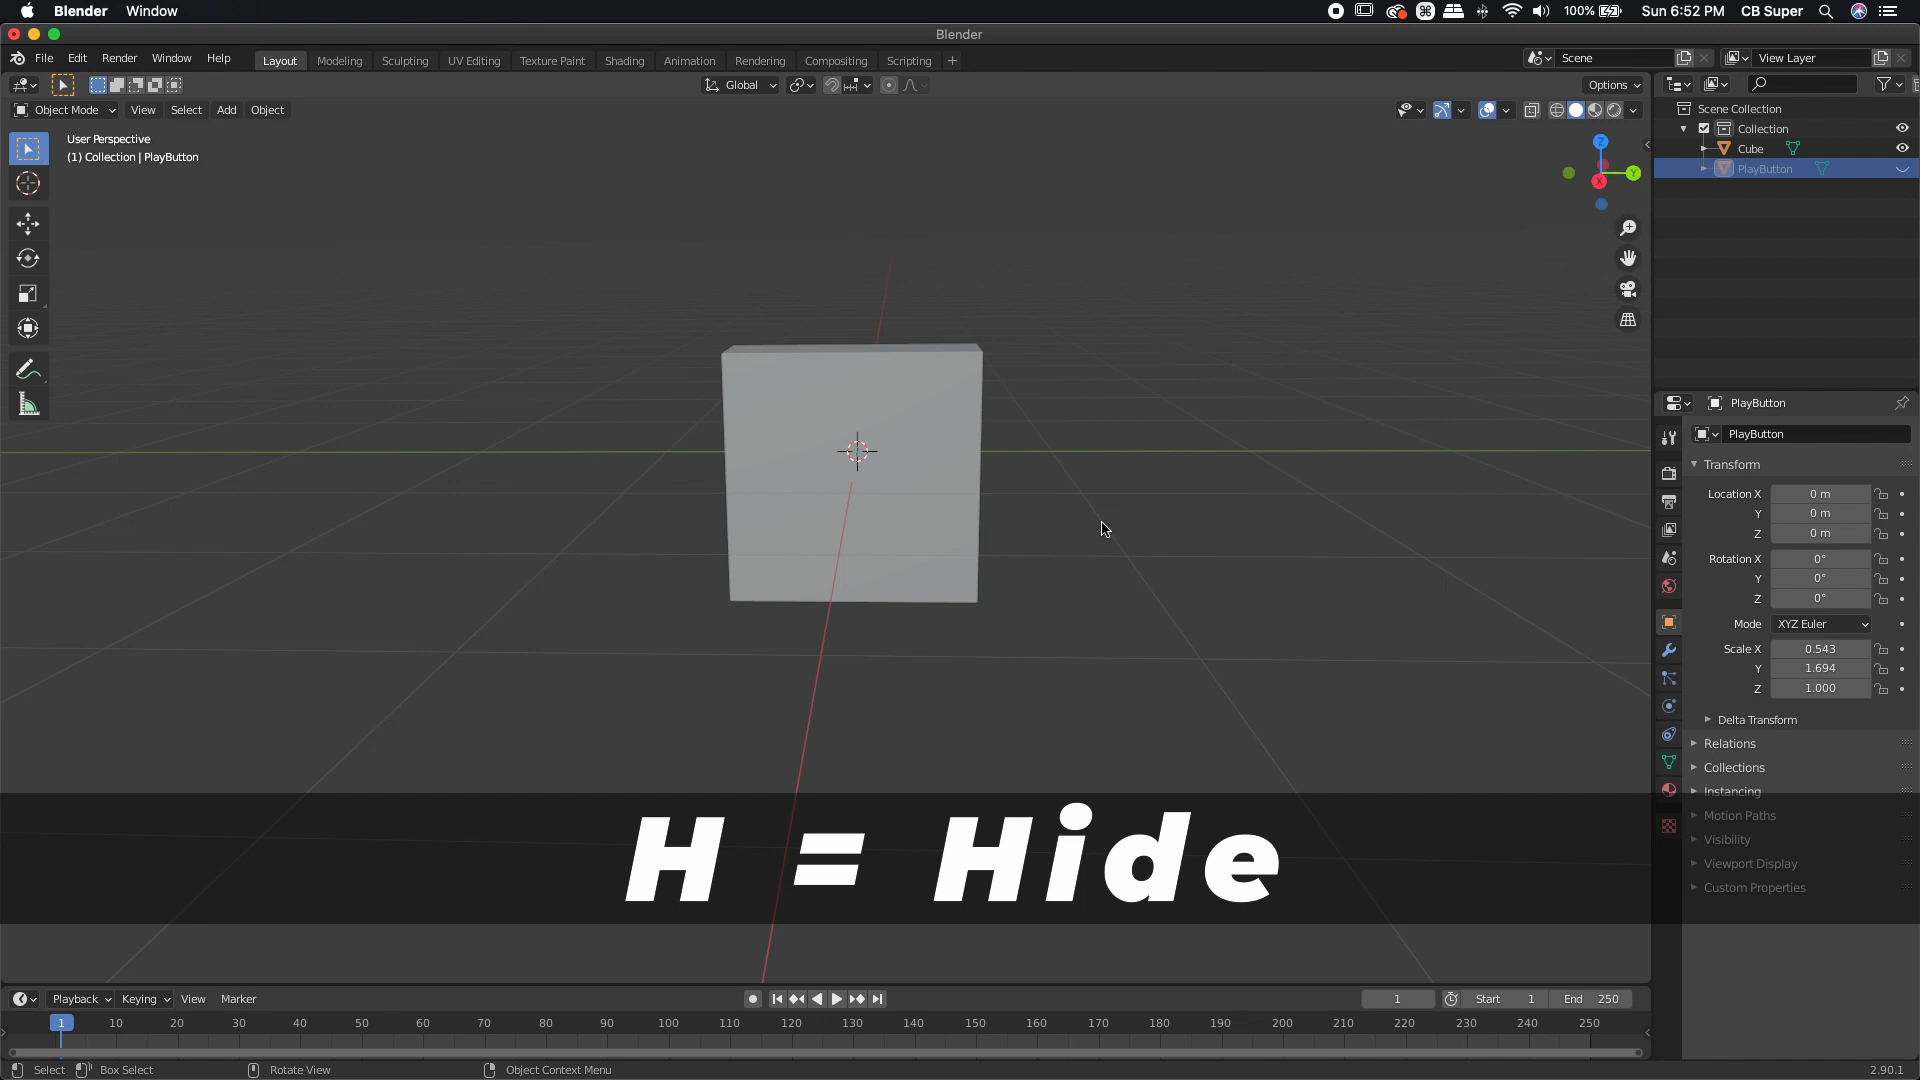 Blender Window
100% Sun 6:52 PM CB Super
Blender
File Edit Render Window Help
Layout Modeling Sculpting UV Editing Texture Paint Shading Animation Rendering Compositing Scripting +
Scene
View Layer
Global
Options
Object Mode View Select Add Object
User Perspective
(1) Collection | PlayButton
Z
Y
X
Scene Collection
Collection
Cube
PlayButton
PlayButton
PlayButton
Transform
Location X 0 m
Y 0 m
Z 0 m
Rotation X 0°
Y 0°
Z 0°
Mode XYZ Euler
Scale X 0.543
Y 1.694
Z 1.000
Delta Transform
Relations
Collections
Instancing
Motion Paths
Visibility
Viewport Display
Custom Properties
H = Hide
Playback Keying View Marker
1 Start 1 End 250
1 10 20 30 40 50 60 70 80 90 100 110 120 130 140 150 160 170 180 190 200 210 220 230 240 250
Select Box Select Rotate View Object Context Menu
2.90.1